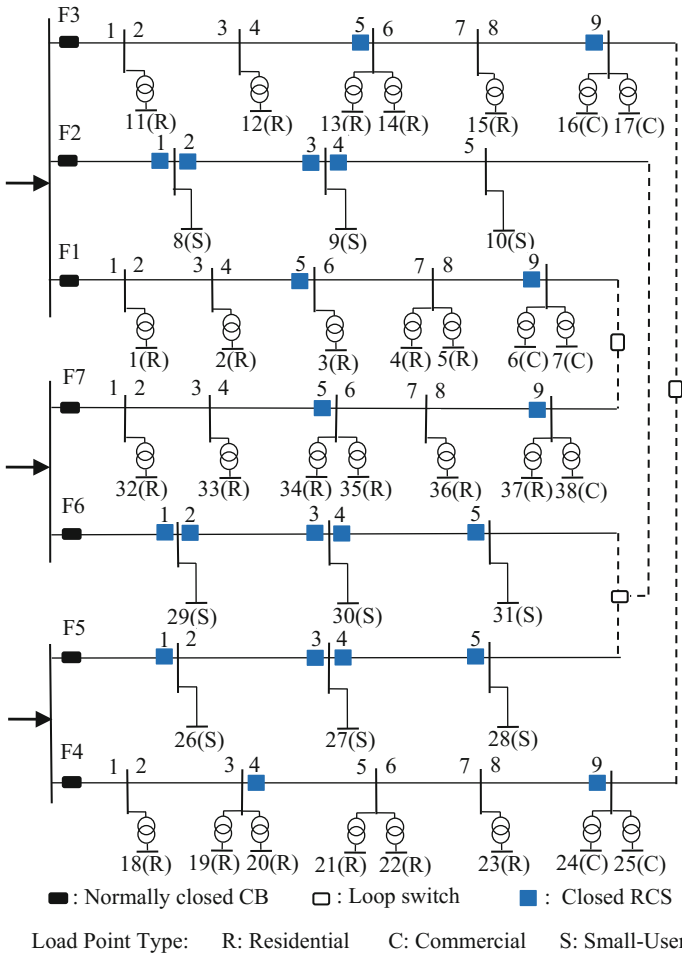 F3
1 2 3 4 5 6 7 8 9
11(R) 12(R) 13(R) 14(R) 15(R) 16(C) 17(C)
F2
1 2 3 4 5
8(S) 9(S) 10(S)
F1
1 2 3 4 5 6 7 8 9
1(R) 2(R) 3(R) 4(R) 5(R) 6(C) 7(C)
F7
1 2 3 4 5 6 7 8 9
32(R) 33(R) 34(R) 35(R) 36(R) 37(R) 38(C)
F6
1 2 3 4 5
29(S) 30(S) 31(S)
F5
1 2 3 4 5
26(S) 27(S) 28(S)
F4
1 2 3 4 5 6 7 8 9
18(R) 19(R) 20(R) 21(R) 22(R) 23(R) 24(C) 25(C)
: Normally closed CB : Loop switch : Closed RCS
Load Point Type: R: Residential C: Commercial S: Small-User